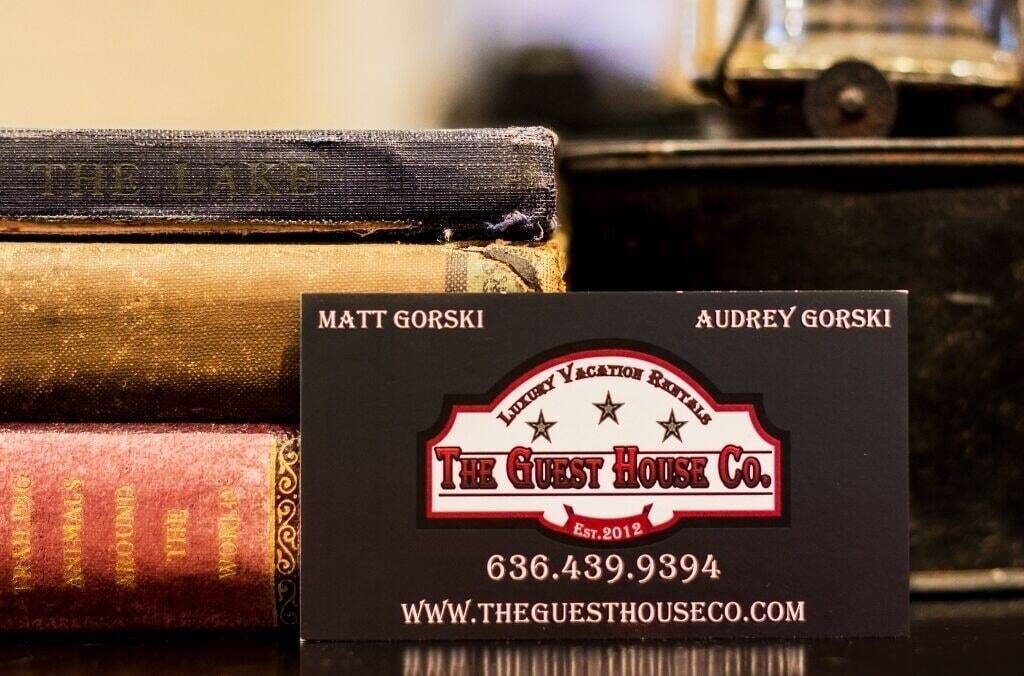 THE LAKE
TRAILING
ANIMALS
AROUND
THE
WORLD
MATT GORSKI
AUDREY GORSKI
LUXURY VACATION RENTALS
THE GUEST HOUSE CO.
EST. 2012
636.439.9394
WWW.THEGUESTHOUSECO.COM